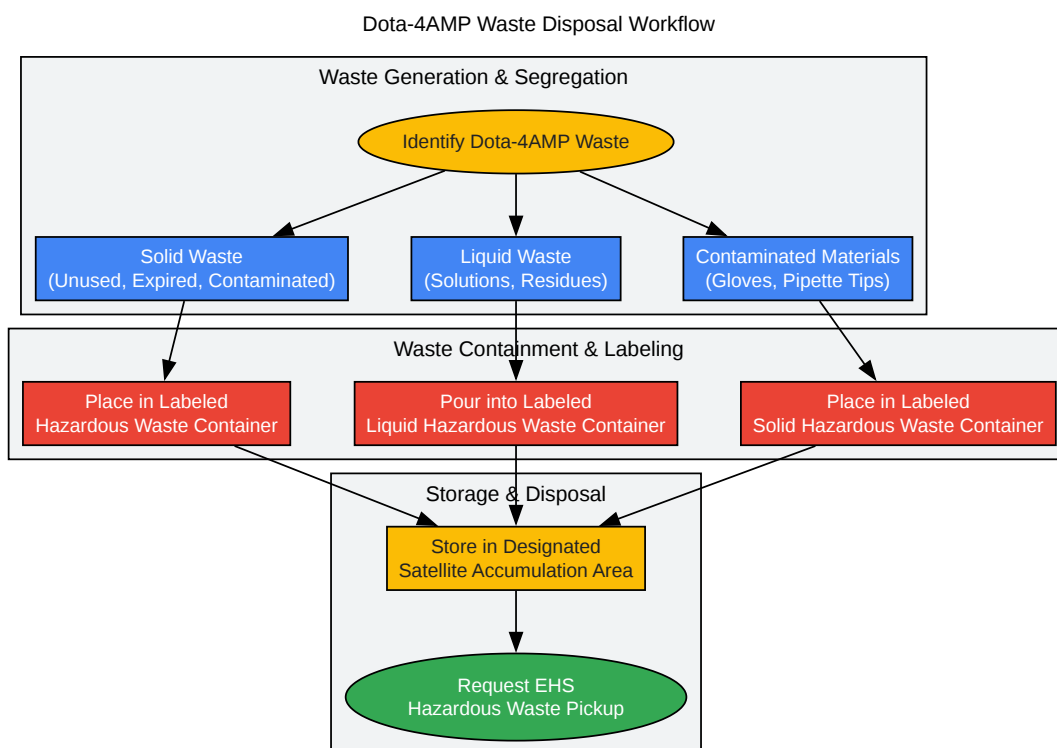 Dota-4AMP Waste Disposal Workflow
Waste Generation & Segregation
Identify Dota-4AMP Waste
Solid Waste
(Unused, Expired, Contaminated)
Liquid Waste
(Solutions, Residues)
Contaminated Materials
(Gloves, Pipette Tips)
Waste Containment & Labeling
Place in Labeled
Hazardous Waste Container
Pour into Labeled
Liquid Hazardous Waste Container
Place in Labeled
Solid Hazardous Waste Container
Storage & Disposal
Store in Designated
Satellite Accumulation Area
Request EHS
Hazardous Waste Pickup